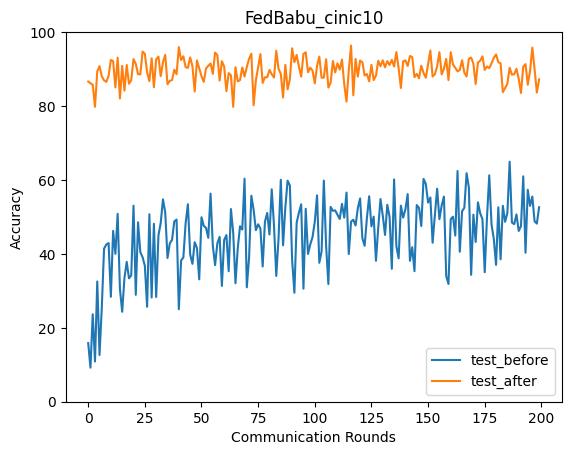 FedBabu_cinic10
100
80
60
40
20
0
Accuracy
0 25 50 75 100 125 150 175 200
Communication Rounds
test_before
test_after